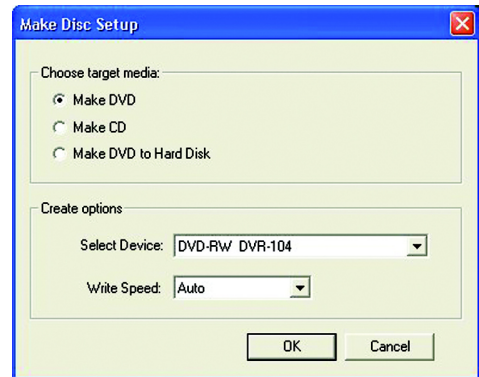 Make Disc Setup
Choose target media:
Make DVD
Make CD
Make DVD to Hard Disk
Create options
Select Device: DVD-RW  DVR-104
Write Speed: Auto
OK Cancel